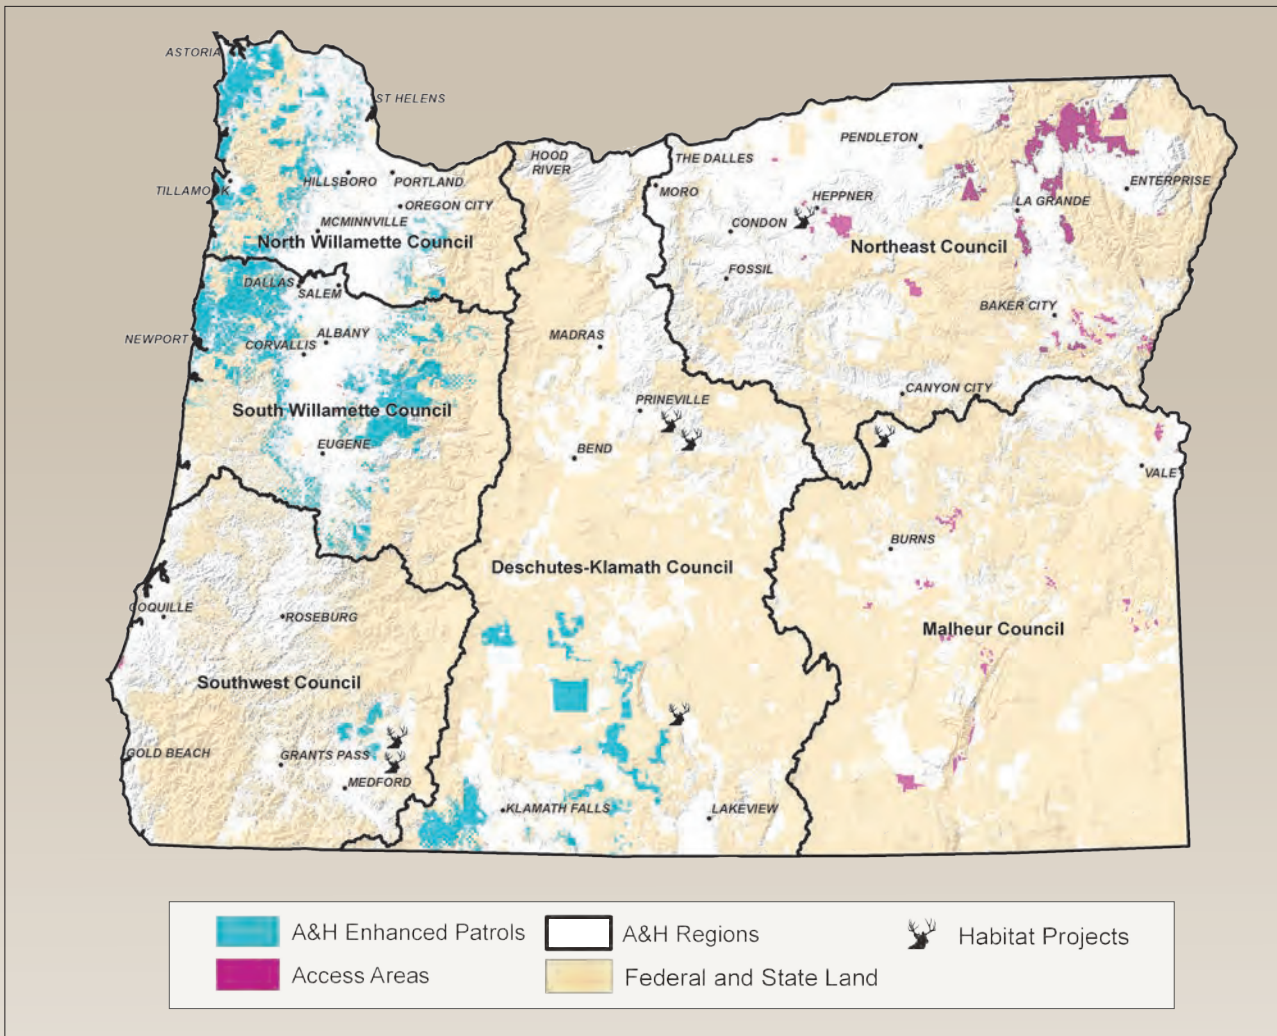 ASTORIA
ST HELENS
PENDLETON
HOOD
RIVER
THE DALLES
TILLAMOOK
HILLSBORO
PORTLAND
MORO
ENTERPRISE
HEPPNER
LA GRANDE
OREGON CITY
MCMINNVILLE
CONDON
North Willamette Council
Northeast Council
FOSSIL
DALLAS
SALEM
BAKER CITY
NEWPORT
ALBANY
MADRAS
CORVALLIS
CANYON CITY
PRINEVILLE
South Willamette Council
EUGENE
BEND
VALE
BURNS
Deschutes-Klamath Council
COQUILLE
ROSEBURG
Malheur Council
Southwest Council
GOLD BEACH
GRANTS PASS
MEDFORD
KLAMATH FALLS
LAKEVIEW
A&H Enhanced Patrols
A&H Regions
Habitat Projects
Access Areas
Federal and State Land